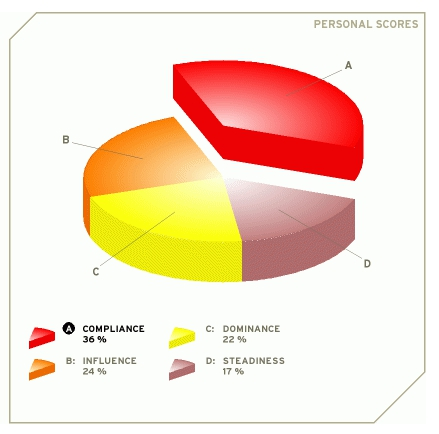 PERSONAL SCORES
A
B
C
D
A COMPLIANCE
36 %
C: DOMINANCE
22 %
B: INFLUENCE
24 %
D: STEADINESS
17 %